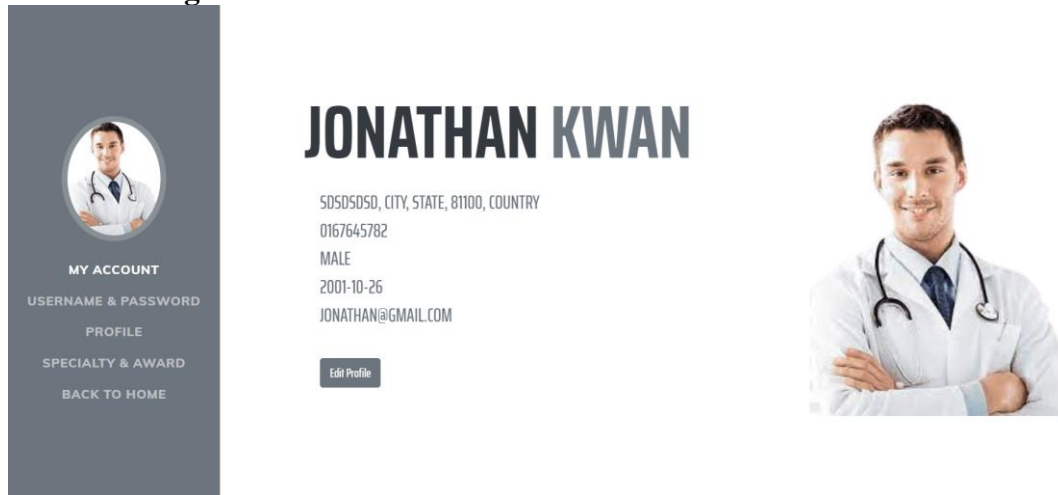 MY ACCOUNT
USERNAME & PASSWORD
PROFILE
SPECIALTY & AWARD
BACK TO HOME
JONATHAN KWAN
SDSDSDSD, CITY, STATE, 81100, COUNTRY
0167645782
MALE
2001-10-26
JONATHAN@GMAIL.COM
Edit Profile